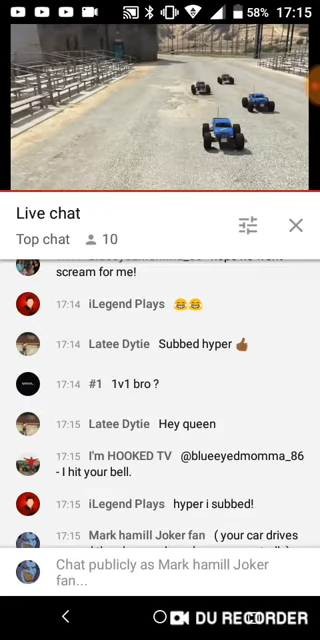 58% 17:15
Live chat
Top chat 10
scream for me!
17:14 iLegend Plays 😂😂
17:14 Latee Dytie Subbed hyper 👍🏾
17:14 #1 1v1 bro ?
17:15 Latee Dytie Hey queen
17:15 I'm HOOKED TV @blueeyedmomma_86
- I hit your bell.
17:15 iLegend Plays hyper i subbed!
17:15 Mark hamill Joker fan ( your car drives
Chat publicly as Mark hamill Joker
fan...
DU RECORDER